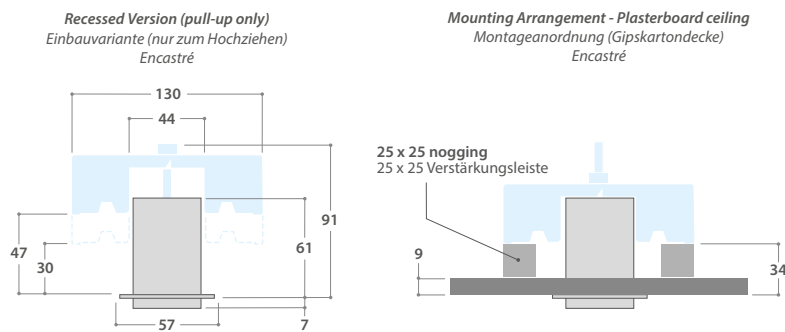 Recessed Version (pull-up only)
Einbauvariante (nur zum Hochziehen)
Encastré
130
44
47
30
91
61
57
7
Mounting Arrangement - Plasterboard ceiling
Montageanordnung (Gipskartondecke)
Encastré
25 x 25 nogging
25 x 25 Verstärkungsleiste
9
34